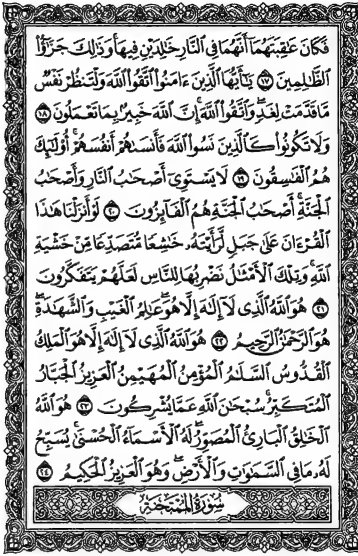 فَكَانَ عَٰقِبَتَهُمَآ أَنَّهُمَا فِى ٱلنَّارِ خَٰلِدَيْنِ فِيهَا وَذَٰلِكَ جَزَٰٓؤُا۟
ٱلظَّٰلِمِينَ ١٧ يَٰٓأَيُّهَا ٱلَّذِينَ ءَامَنُوا۟ ٱتَّقُوا۟ ٱللَّهَ وَلْتَنظُرْ نَفْسٌ
مَّا قَدَّمَتْ لِغَدٍ وَٱتَّقُوا۟ ٱللَّهَ إِنَّ ٱللَّهَ خَبِيرٌۢ بِمَا تَعْمَلُونَ ١٨
وَلَا تَكُونُوا۟ كَٱلَّذِينَ نَسُوا۟ ٱللَّهَ فَأَنسَىٰهُمْ أَنفُسَهُمْ أُو۟لَٰٓئِكَ
هُمُ ٱلْفَٰسِقُونَ ١٩ لَا يَسْتَوِىٓ أَصْحَٰبُ ٱلنَّارِ وَأَصْحَٰبُ
ٱلْجَنَّةِ أَصْحَٰبُ ٱلْجَنَّةِ هُمُ ٱلْفَآئِزُونَ ٢٠ لَوْ أَنزَلْنَا هَٰذَا
ٱلْقُرْءَانَ عَلَىٰ جَبَلٍ لَّرَأَيْتَهُۥ خَٰشِعًا مُّتَصَدِّعًا مِّنْ خَشْيَةِ
ٱللَّهِ وَتِلْكَ ٱلْأَمْثَٰلُ نَضْرِبُهَا لِلنَّاسِ لَعَلَّهُمْ يَتَفَكَّرُونَ
٢١ هُوَ ٱللَّهُ ٱلَّذِى لَآ إِلَٰهَ إِلَّا هُوَ عَٰلِمُ ٱلْغَيْبِ وَٱلشَّهَٰدَةِ
هُوَ ٱلرَّحْمَٰنُ ٱلرَّحِيمُ ٢٢ هُوَ ٱللَّهُ ٱلَّذِى لَآ إِلَٰهَ إِلَّا هُوَ ٱلْمَلِكُ
ٱلْقُدُّوسُ ٱلسَّلَٰمُ ٱلْمُؤْمِنُ ٱلْمُهَيْمِنُ ٱلْعَزِيزُ ٱلْجَبَّارُ
ٱلْمُتَكَبِّرُ سُبْحَٰنَ ٱللَّهِ عَمَّا يُشْرِكُونَ ٢٣ هُوَ ٱللَّهُ
ٱلْخَٰلِقُ ٱلْبَارِئُ ٱلْمُصَوِّرُ لَهُ ٱلْأَسْمَآءُ ٱلْحُسْنَىٰ يُسَبِّحُ
لَهُۥ مَا فِى ٱلسَّمَٰوَٰتِ وَٱلْأَرْضِ وَهُوَ ٱلْعَزِيزُ ٱلْحَكِيمُ ٢٤
سُورَةُ الْمُمْتَحِنَةِ